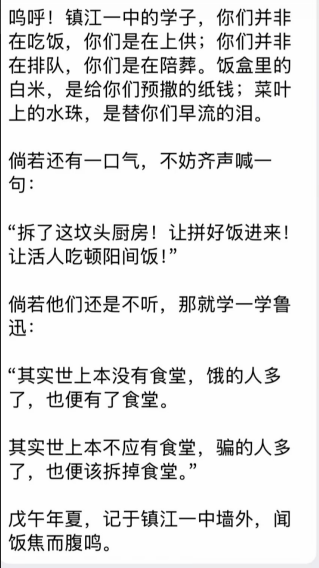 呜呼！镇江一中的学子，你们并非
在吃饭，你们是在上供；你们并非
在排队，你们是在陪葬。饭盒里的
白米，是给你们预撒的纸钱；菜叶
上的水珠，是替你们早流的泪。
倘若还有一口气，不妨齐声喊一
句：
“拆了这坟头厨房！让拼好饭进来！
让活人吃顿阳间饭！”
倘若他们还是不听，那就学一学鲁
迅：
“其实世上本没有食堂，饿的人多
了，也便有了食堂。
其实世上本不应有食堂，骗的人多
了，也便该拆掉食堂。”
戊午年夏，记于镇江一中墙外，闻
饭焦而腹鸣。